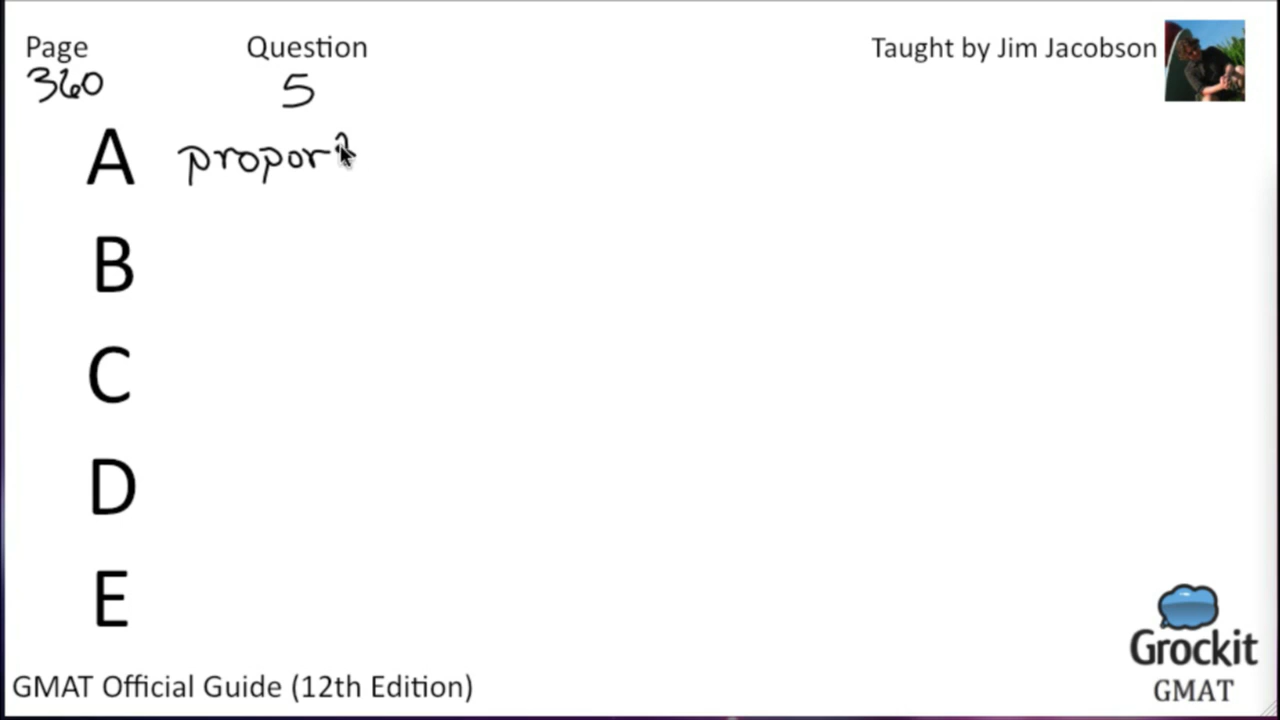 Page Question Taught by Jim Jacobson
360 5
A propor
B
C
D
E
Grockit
GMAT
GMAT Official Guide (12th Edition)